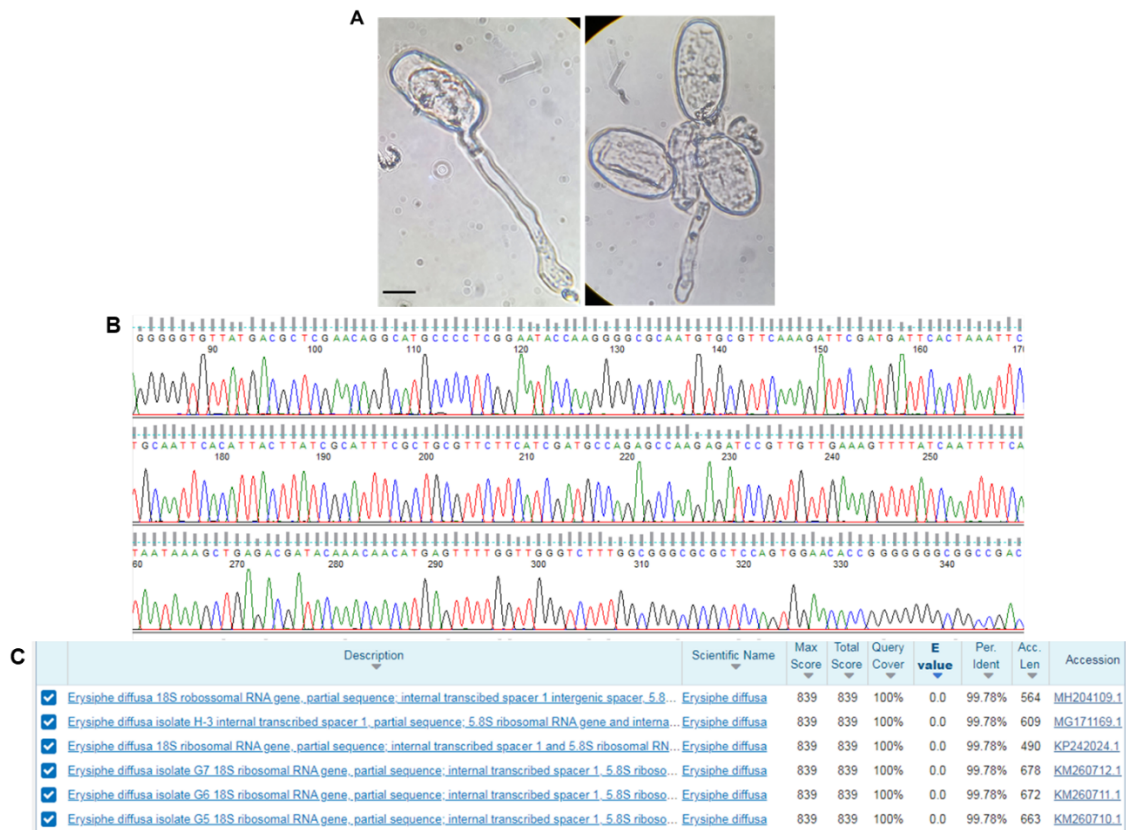 A
B
GGGGGTGTTATGACGCTCGAACAGGCATGCCCCTCGGAATACCAAGGGGCGCAATGTGCGTTCAAAGATTCGATGATTCACTAAATTC
90 100 110 120 130 140 150 160 170
TGCAATTCACATTACTTATCGCATTTCGCTGCGTTCTTCATCGATGCCAGAGCCAAGAGATCCGTTGTTGAAAGTTTTATCAATTTTCA
180 190 200 210 220 230 240 250
TAATAAAGCTGAGACGATACAAACAACATGAGTTTTGGTTGGGTCTTTGGCGGGCGCGCTCCAGTGGAACACCGGGGGGGCGGCCGAC
60 270 280 290 300 310 320 330 340
C
Description Scientific Name Max Score Total Score Query Cover E value Per. Ident Acc. Len Accession
Erysiphe diffusa 18S robossomal RNA gene, partial sequence; internal transcibed spacer 1 intergenic spacer, 5.8... Erysiphe diffusa 839 839 100% 0.0 99.78% 564 MH204109.1
Erysiphe diffusa isolate H-3 internal transcribed spacer 1, partial sequence; 5.8S ribosomal RNA gene and interna... Erysiphe diffusa 839 839 100% 0.0 99.78% 609 MG171169.1
Erysiphe diffusa 18S ribosomal RNA gene, partial sequence; internal transcribed spacer 1 and 5.8S ribosomal RN... Erysiphe diffusa 839 839 100% 0.0 99.78% 490 KP242024.1
Erysiphe diffusa isolate G7 18S ribosomal RNA gene, partial sequence; internal transcribed spacer 1, 5.8S riboso... Erysiphe diffusa 839 839 100% 0.0 99.78% 678 KM260712.1
Erysiphe diffusa isolate G6 18S ribosomal RNA gene, partial sequence; internal transcribed spacer 1, 5.8S riboso... Erysiphe diffusa 839 839 100% 0.0 99.78% 672 KM260711.1
Erysiphe diffusa isolate G5 18S ribosomal RNA gene, partial sequence; internal transcribed spacer 1, 5.8S riboso... Erysiphe diffusa 839 839 100% 0.0 99.78% 663 KM260710.1